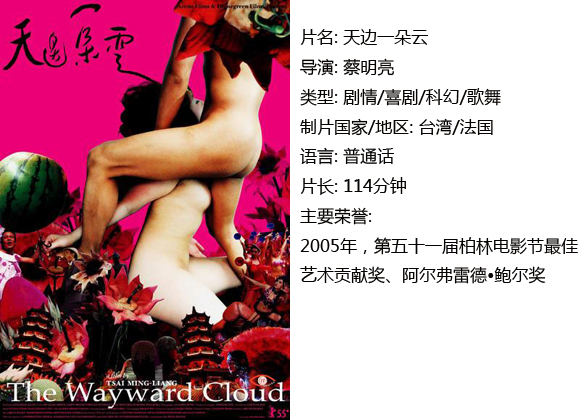 天邊一朵雲
片名: 天边一朵云
导演: 蔡明亮
类型: 剧情/喜剧/科幻/歌舞
制片国家/地区: 台湾/法国
语言: 普通话
片长: 114分钟
主要荣誉:
2005年，第五十一届柏林电影节最佳
艺术贡献奖、阿尔弗雷德•鲍尔奖
TSAI MING-LIANG
The Wayward Cloud